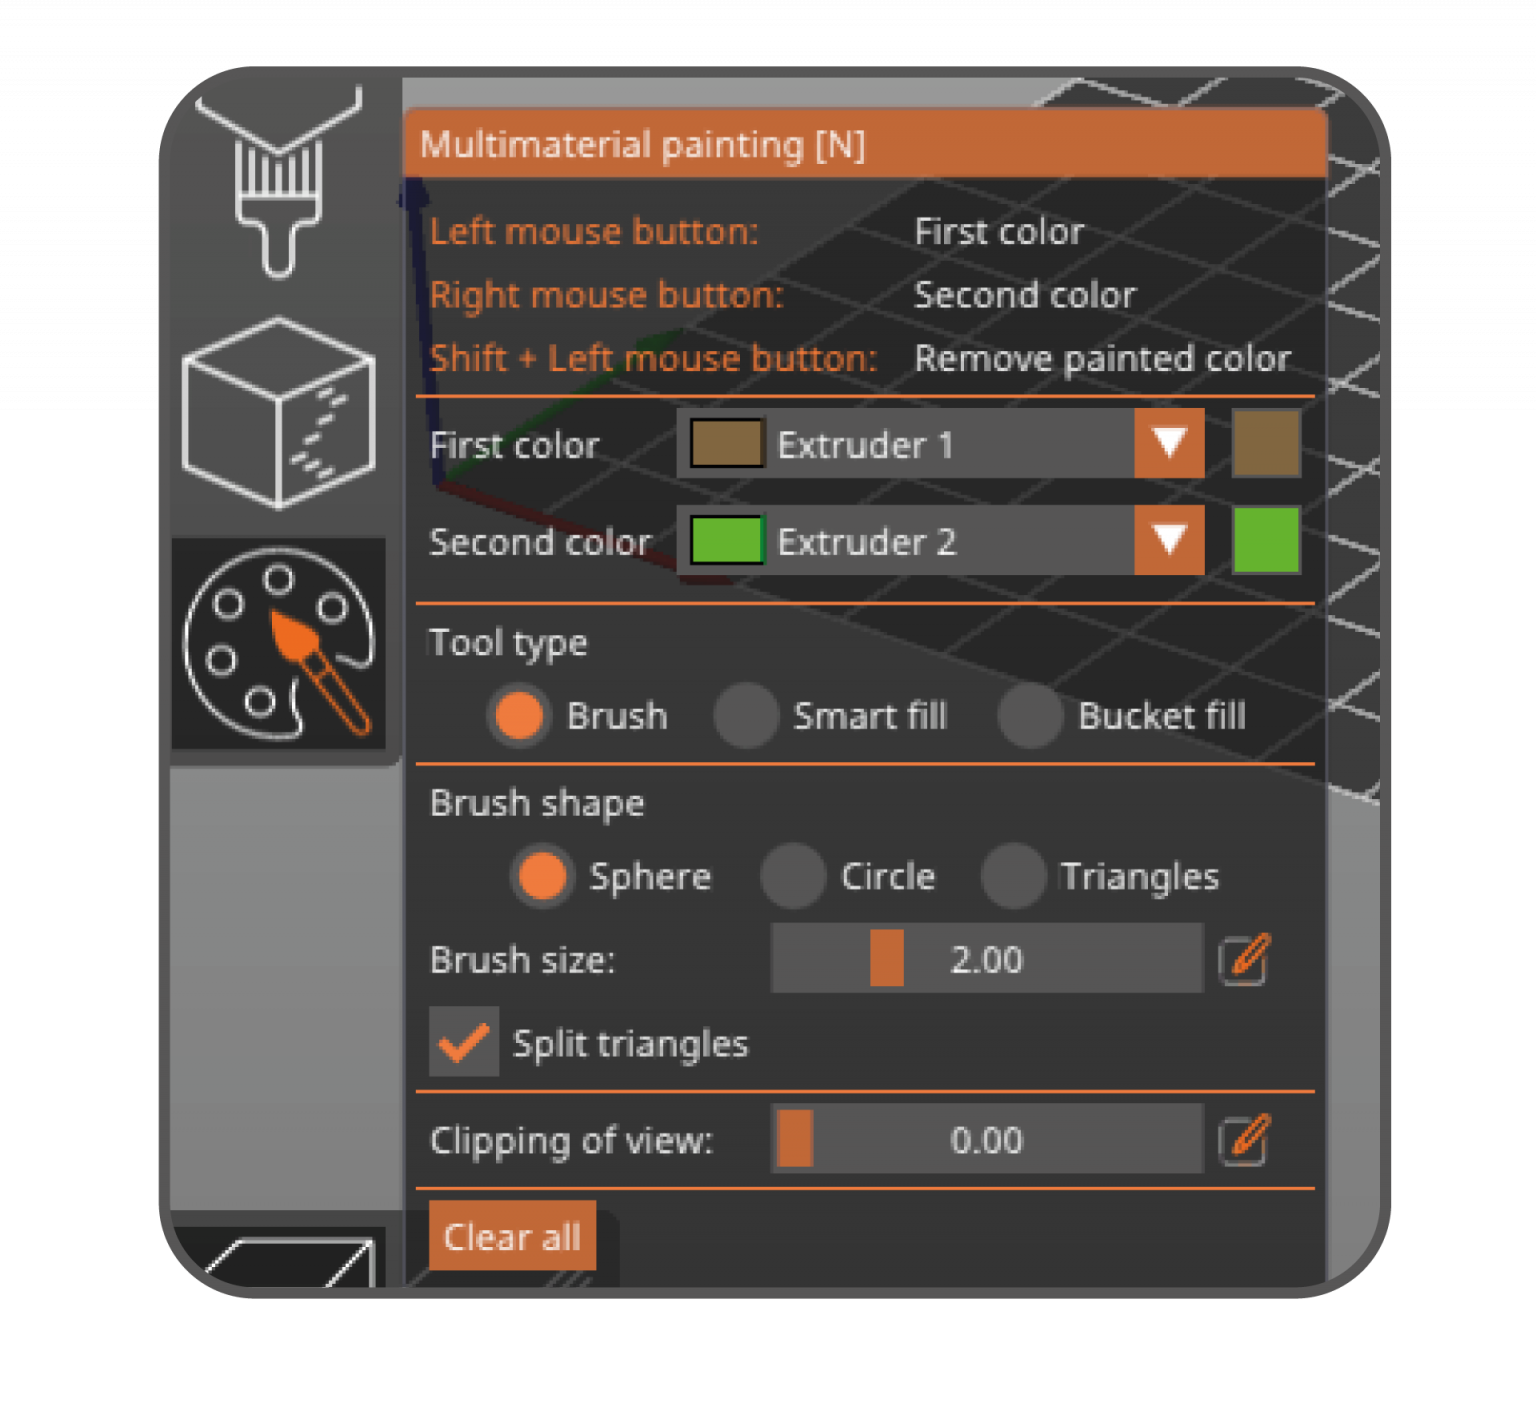 Multimaterial painting [N]
Left mouse button: First color
Right mouse button: Second color
Shift + Left mouse button: Remove painted color
First color Extruder 1
Second color Extruder 2
Tool type
Brush Smart fill Bucket fill
Brush shape
Sphere Circle Triangles
Brush size: 2.00
Split triangles
Clipping of view: 0.00
Clear all